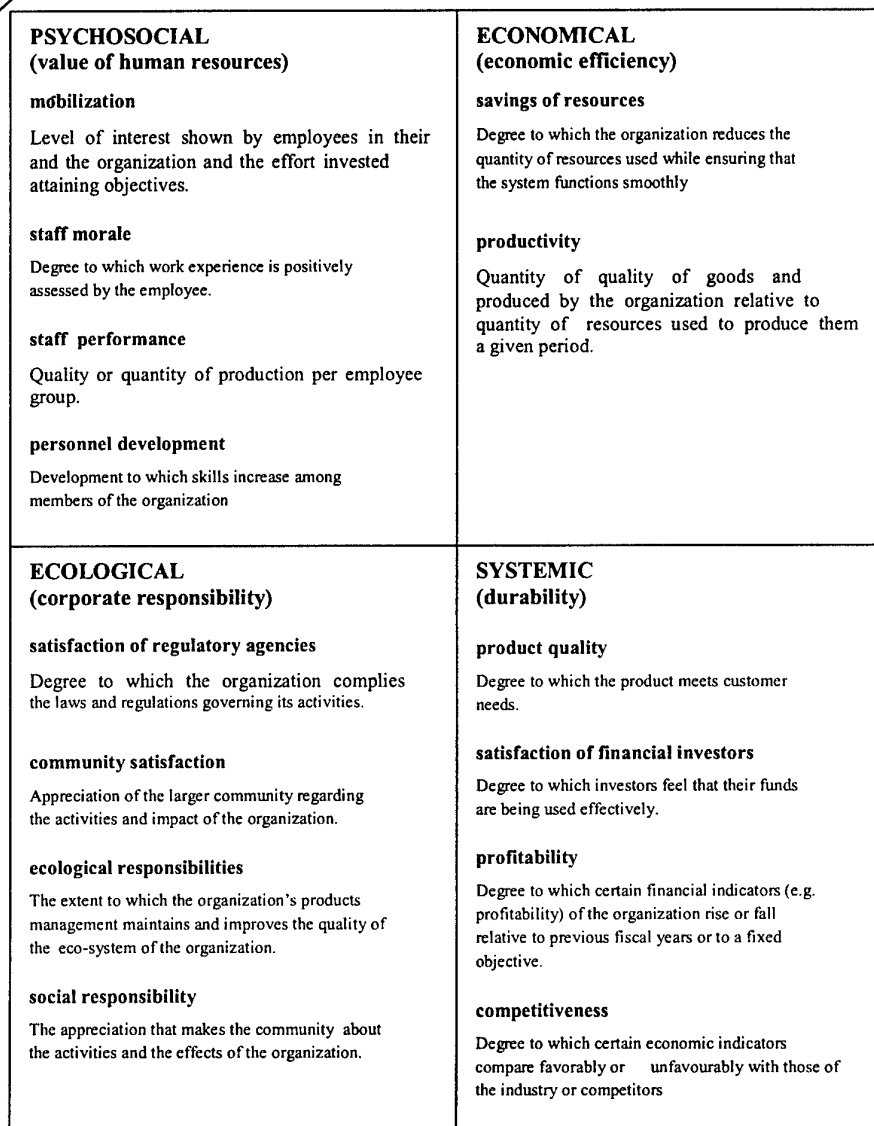 PSYCHOSOCIAL
(value of human resources)
mobilization
Level of interest shown by employees in their
and the organization and the effort invested
attaining objectives.
staff morale
Degree to which work experience is positively
assessed by the employee.
staff performance
Quality or quantity of production per employee
group.
personnel development
Development to which skills increase among
members of the organization
ECONOMICAL
(economic efficiency)
savings of resources
Degree to which the organization reduces the
quantity of resources used while ensuring that
the system functions smoothly
productivity
Quantity of quality of goods and
produced by the organization relative to
quantity of resources used to produce them
a given period.
ECOLOGICAL
(corporate responsibility)
satisfaction of regulatory agencies
Degree to which the organization complies
the laws and regulations governing its activities.
community satisfaction
Appreciation of the larger community regarding
the activities and impact of the organization.
ecological responsibilities
The extent to which the organization's products
management maintains and improves the quality of
the eco-system of the organization.
social responsibility
The appreciation that makes the community about
the activities and the effects of the organization.
SYSTEMIC
(durability)
product quality
Degree to which the product meets customer
needs.
satisfaction of financial investors
Degree to which investors feel that their funds
are being used effectively.
profitability
Degree to which certain financial indicators (e.g.
profitability) of the organization rise or fall
relative to previous fiscal years or to a fixed
objective.
competitiveness
Degree to which certain economic indicators
compare favorably or unfavourably with those of
the industry or competitors